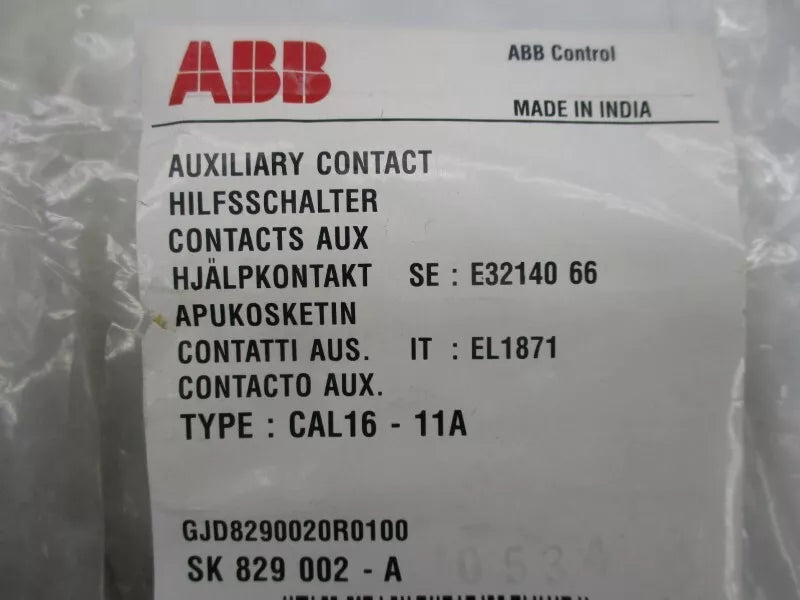 ABB
ABB Control
MADE IN INDIA
AUXILIARY CONTACT
HILFSSCHALTER
CONTACTS AUX
HJÄLPKONTAKT SE : E32140 66
APUKOSKETIN
CONTATTI AUS. IT : EL1871
CONTACTO AUX.
TYPE : CAL16 - 11A
GJD8290020R0100
SK 829 002 - A